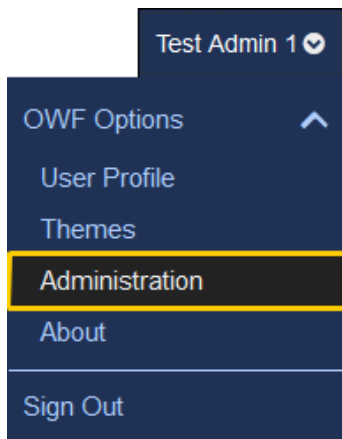 Test Admin 1
OWF Options
User Profile
Themes
Administration
About
Sign Out